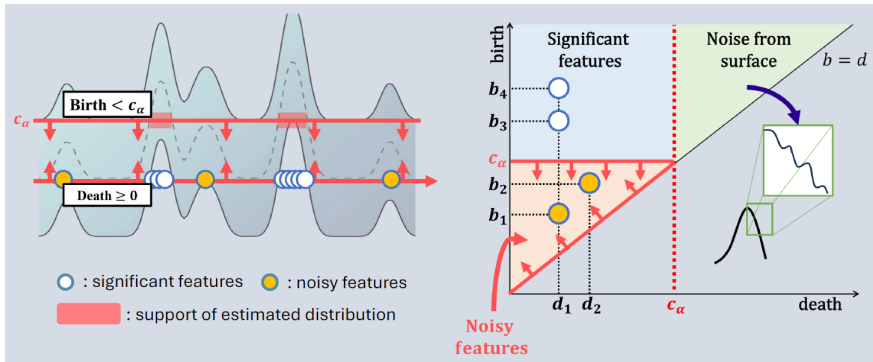 Birth < cα
cα
Death ≥ 0
: significant features
: noisy features
: support of estimated distribution
birth
Significant
features
Noise from
surface
b = d
b₄
b₃
cα
b₂
b₁
d₁
d₂
cα
death
Noisy
features